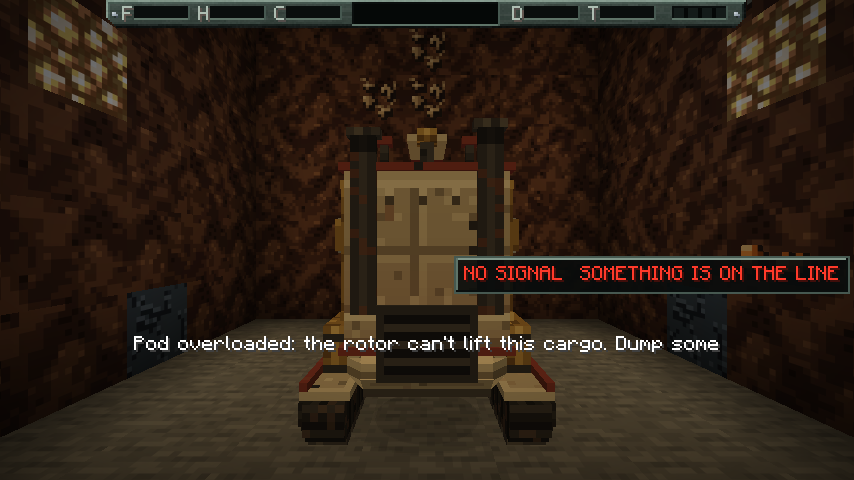 F H C D T
NO SIGNAL SOMETHING IS ON THE LINE
Pod overloaded: the rotor can't lift this cargo. Dump some